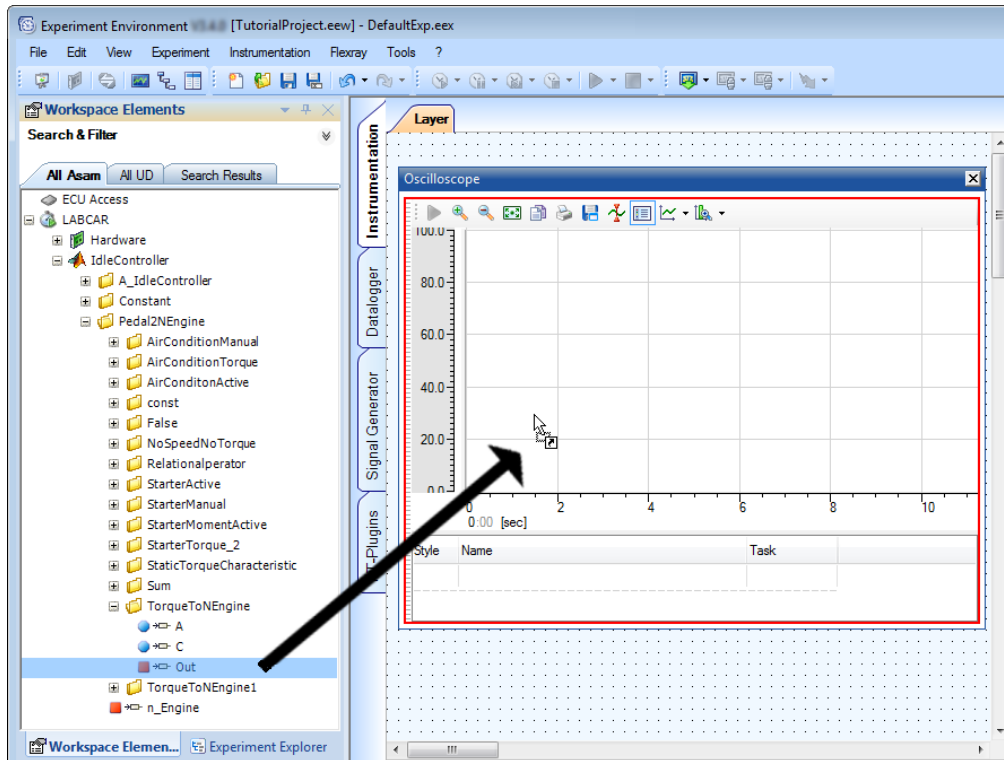 Experiment Environment [TutorialProject.eew] - DefaultExp.eex
File Edit View Experiment Instrumentation Flexray Tools ?
Workspace Elements
Search & Filter
All Asam All UD Search Results
ECU Access
LABCAR
Hardware
IdleController
A_IdleController
Constant
Pedal2NEngine
AirConditionManual
AirConditionTorque
AirConditonActive
const
False
NoSpeedNoTorque
Relationalperator
StarterActive
StarterManual
StarterMomentActive
StarterTorque_2
StaticTorqueCharacteristic
Sum
TorqueToNEngine
A
C
Out
TorqueToNEngine1
n_Engine
Workspace Elemen... Experiment Explorer
Instrumentation
Datalogger
Signal Generator
Layer
Oscilloscope
100.0
80.0
60.0
40.0
20.0
0.0
0 2 4 6 8 10
0:00 [sec]
Style Name Task